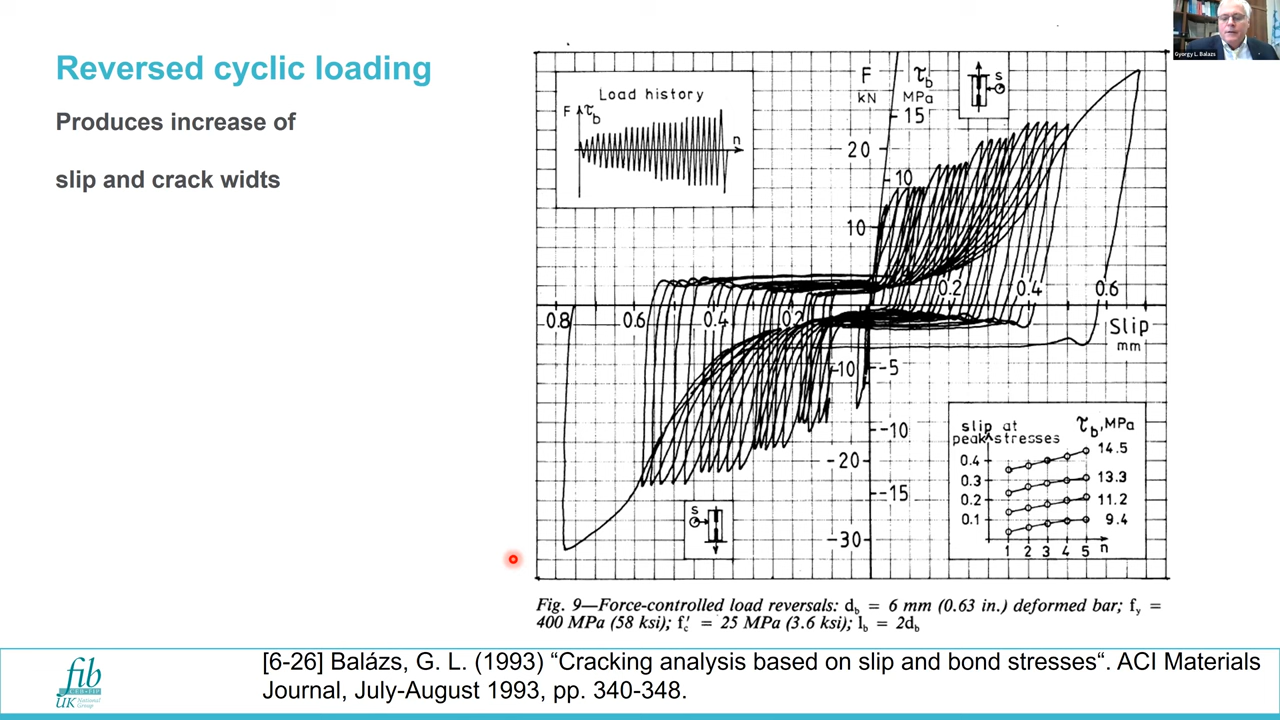 Reversed cyclic loading
Produces increase of
slip and crack widts
György L. Balazs
Load history
F τb
n
F τb
kN MPa
s
15
20
10
10
0.8 0.6 0.4 0.2
0.2 0.4 0.6
Slip
mm
-10 -5
-10
-20
-15
-30
s
slip at
peak stresses
τb, MPa
0.4
0.3
0.2
0.1
14.5
13.3
11.2
9.4
1 2 3 4 5 n
Fig. 9—Force-controlled load reversals: db = 6 mm (0.63 in.) deformed bar; fy =
400 MPa (58 ksi); f'c = 25 MPa (3.6 ksi); lb = 2db
fib
CEB-FIP
UK National
Group
[6-26] Balázs, G. L. (1993) “Cracking analysis based on slip and bond stresses“. ACI Materials
Journal, July-August 1993, pp. 340-348.